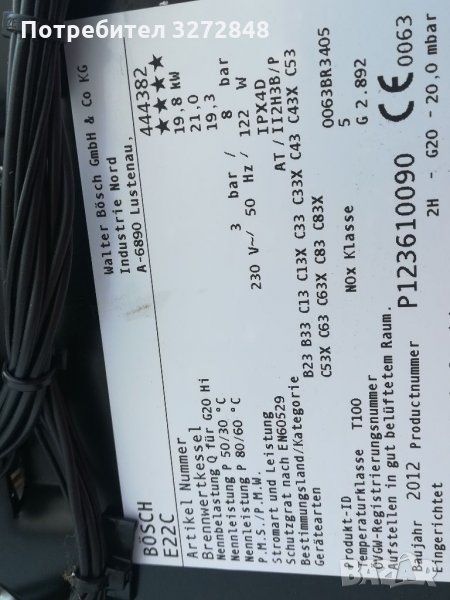 Потребител 3272848
Walter Bösch GmbH & Co KG
Industrie Nord
A-6890 Lustenau,
BÖSCH
E22C
Artikel Nummer 444382
Brennwertkessel ★★★★
Nennbelastung Q für G20 Hi 19,8 kW
Nennleistung P 50/30 °C 21,0
Nennleistung P 80/60 °C 19,3
P.M.S./P.M.W. 3 bar / 8 bar
Stromart und Leistung 230 V~/ 50 Hz / 122 W
Schutzgrat nach EN60529 IPX4D
Bestimmungsland/Kategorie AT/II2H3B/P
Gerätearten B23 B33 C13 C13X C33 C33X C43 C43X C53
C53X C63 C63X C83 C83X
Produkt-ID 0063BR3405
Temperaturklasse T100 NOx Klasse 5
ÖVGW-Registrierungsnummer G 2.892
Aufstellen in gut belüftetem Raum.
Baujahr 2012 Productnummer P123610090 CE 0063
Eingerichtet 2H - G20 - 20,0 mbar
bazar